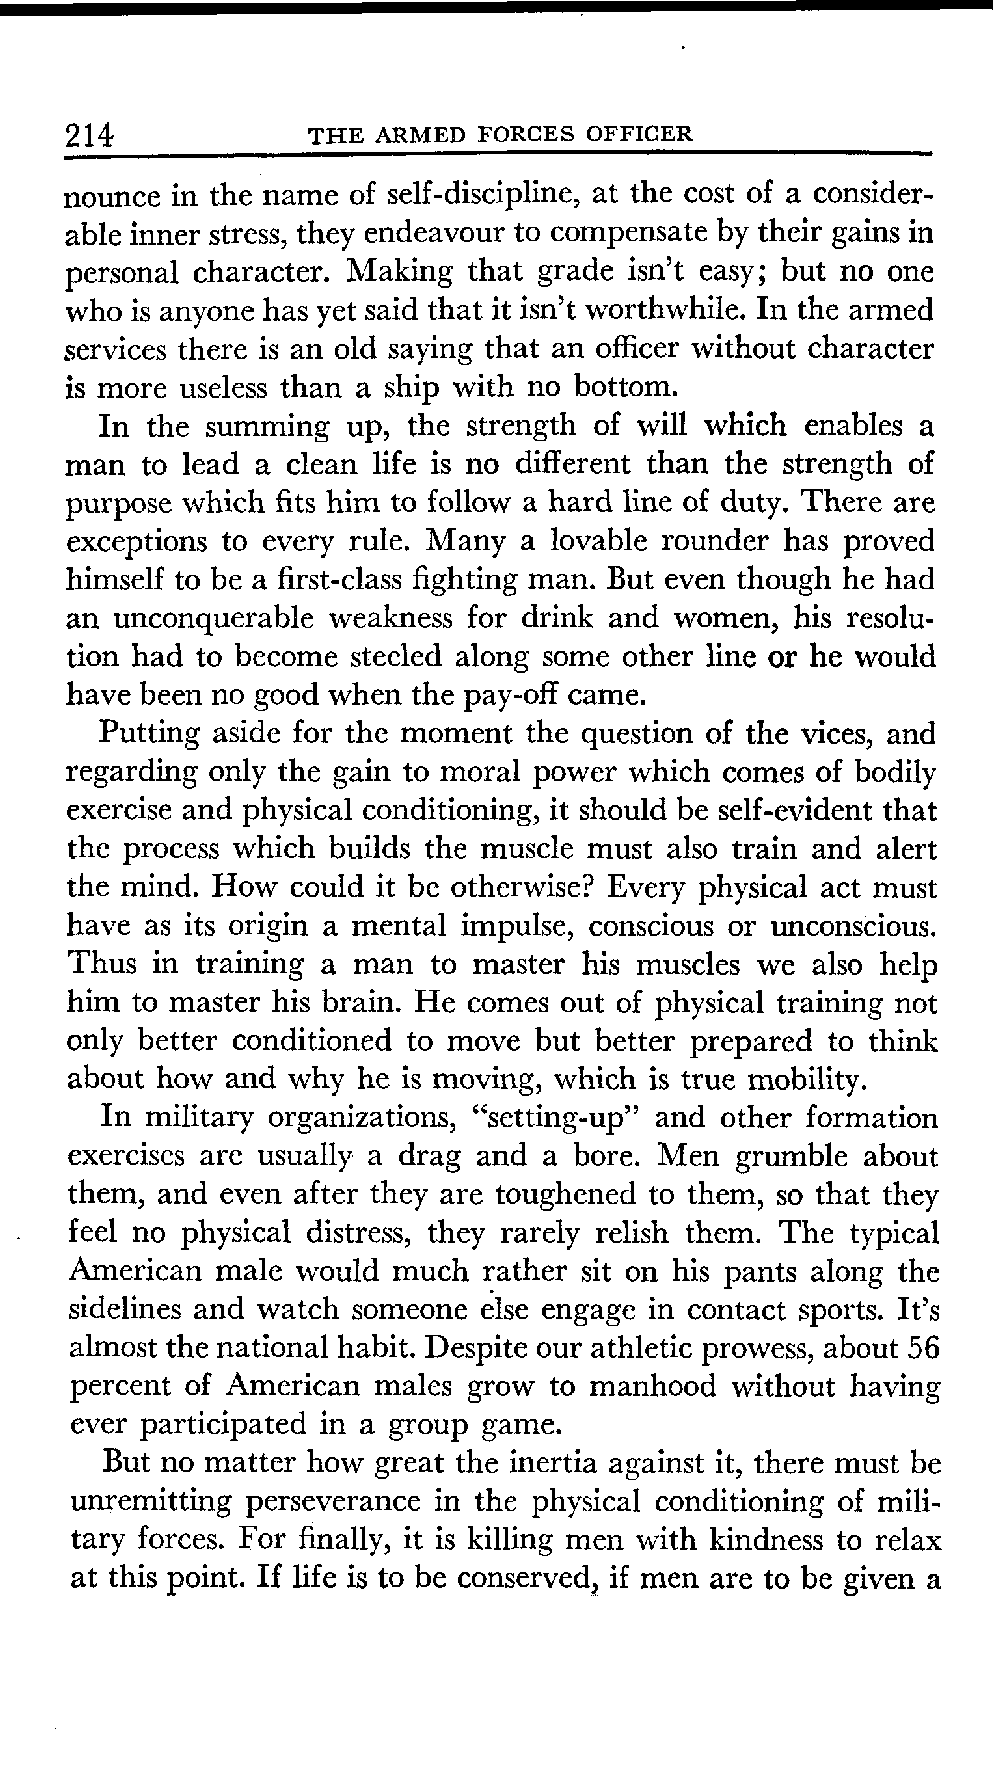 214 THE ARMED FORCES OFFICER
nounce in the name of self-discipline, at the cost of a consider-
able inner stress, they endeavour to compensate by their gains in
personal character. Making that grade isn't easy; but no one
who is anyone has yet said that it isn't worthwhile. In the armed
services there is an old saying that an officer without character
is more useless than a ship with no bottom.
In the summing up, the strength of will which enables a
man to lead a clean life is no different than the strength of
purpose which fits him to follow a hard line of duty. There are
exceptions to every rule. Many a lovable rounder has proved
himself to be a first-class fighting man. But even though he had
an unconquerable weakness for drink and women, his resolu-
tion had to become steeled along some other line or he would
have been no good when the pay-off came.
Putting aside for the moment the question of the vices, and
regarding only the gain to moral power which comes of bodily
exercise and physical conditioning, it should be self-evident that
the process which builds the muscle must also train and alert
the mind. How could it be otherwise? Every physical act must
have as its origin a mental impulse, conscious or unconscious.
Thus in training a man to master his muscles we also help
him to master his brain. He comes out of physical training not
only better conditioned to move but better prepared to think
about how and why he is moving, which is true mobility.
In military organizations, “setting-up” and other formation
exercises are usually a drag and a bore. Men grumble about
them, and even after they are toughened to them, so that they
feel no physical distress, they rarely relish them. The typical
American male would much rather sit on his pants along the
sidelines and watch someone else engage in contact sports. It's
almost the national habit. Despite our athletic prowess, about 56
percent of American males grow to manhood without having
ever participated in a group game.
But no matter how great the inertia against it, there must be
unremitting perseverance in the physical conditioning of mili-
tary forces. For finally, it is killing men with kindness to relax
at this point. If life is to be conserved, if men are to be given a